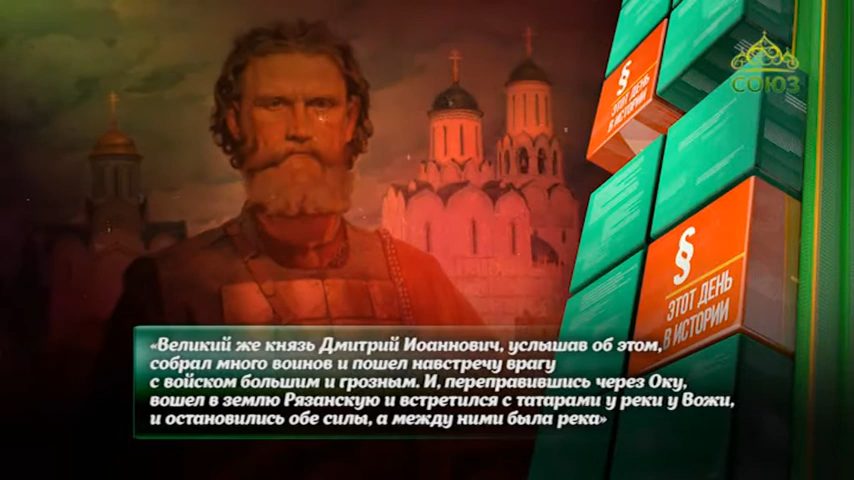 СОЮЗ
§
ЭТОТ ДЕНЬ
В ИСТОРИИ
§
ЭТОТ ДЕНЬ
В ИСТОРИИ
«Великий же князь Дмитрий Иоаннович, услышав об этом,
собрал много воинов и пошел навстречу врагу
с войском большим и грозным. И, переправившись через Оку,
вошел в землю Рязанскую и встретился с татарами у реки у Вожи,
и остановились обе силы, а между ними была река»